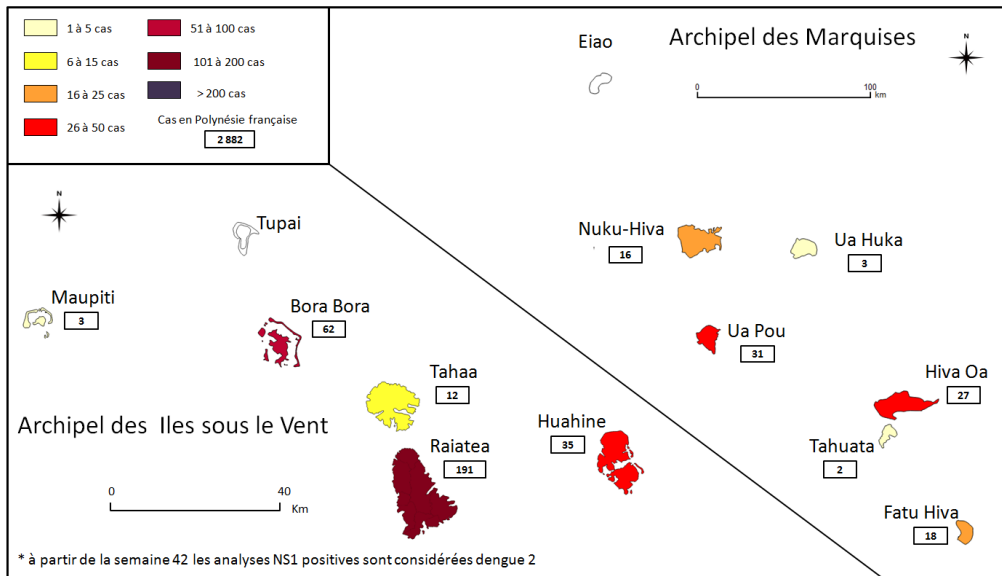 1 à 5 cas
6 à 15 cas
16 à 25 cas
26 à 50 cas
51 à 100 cas
101 à 200 cas
> 200 cas
Cas en Polynésie française
2 882
Eiao
Archipel des Marquises
N
0 100
km
N
Tupai
Nuku-Hiva
16
Ua Huka
3
Maupiti
3
Bora Bora
62
Ua Pou
31
Tahaa
12
Hiva Oa
27
Archipel des Iles sous le Vent
Huahine
35
Raiatea
191
Tahuata
2
0 40
Km
Fatu Hiva
18
* à partir de la semaine 42 les analyses NS1 positives sont considérées dengue 2